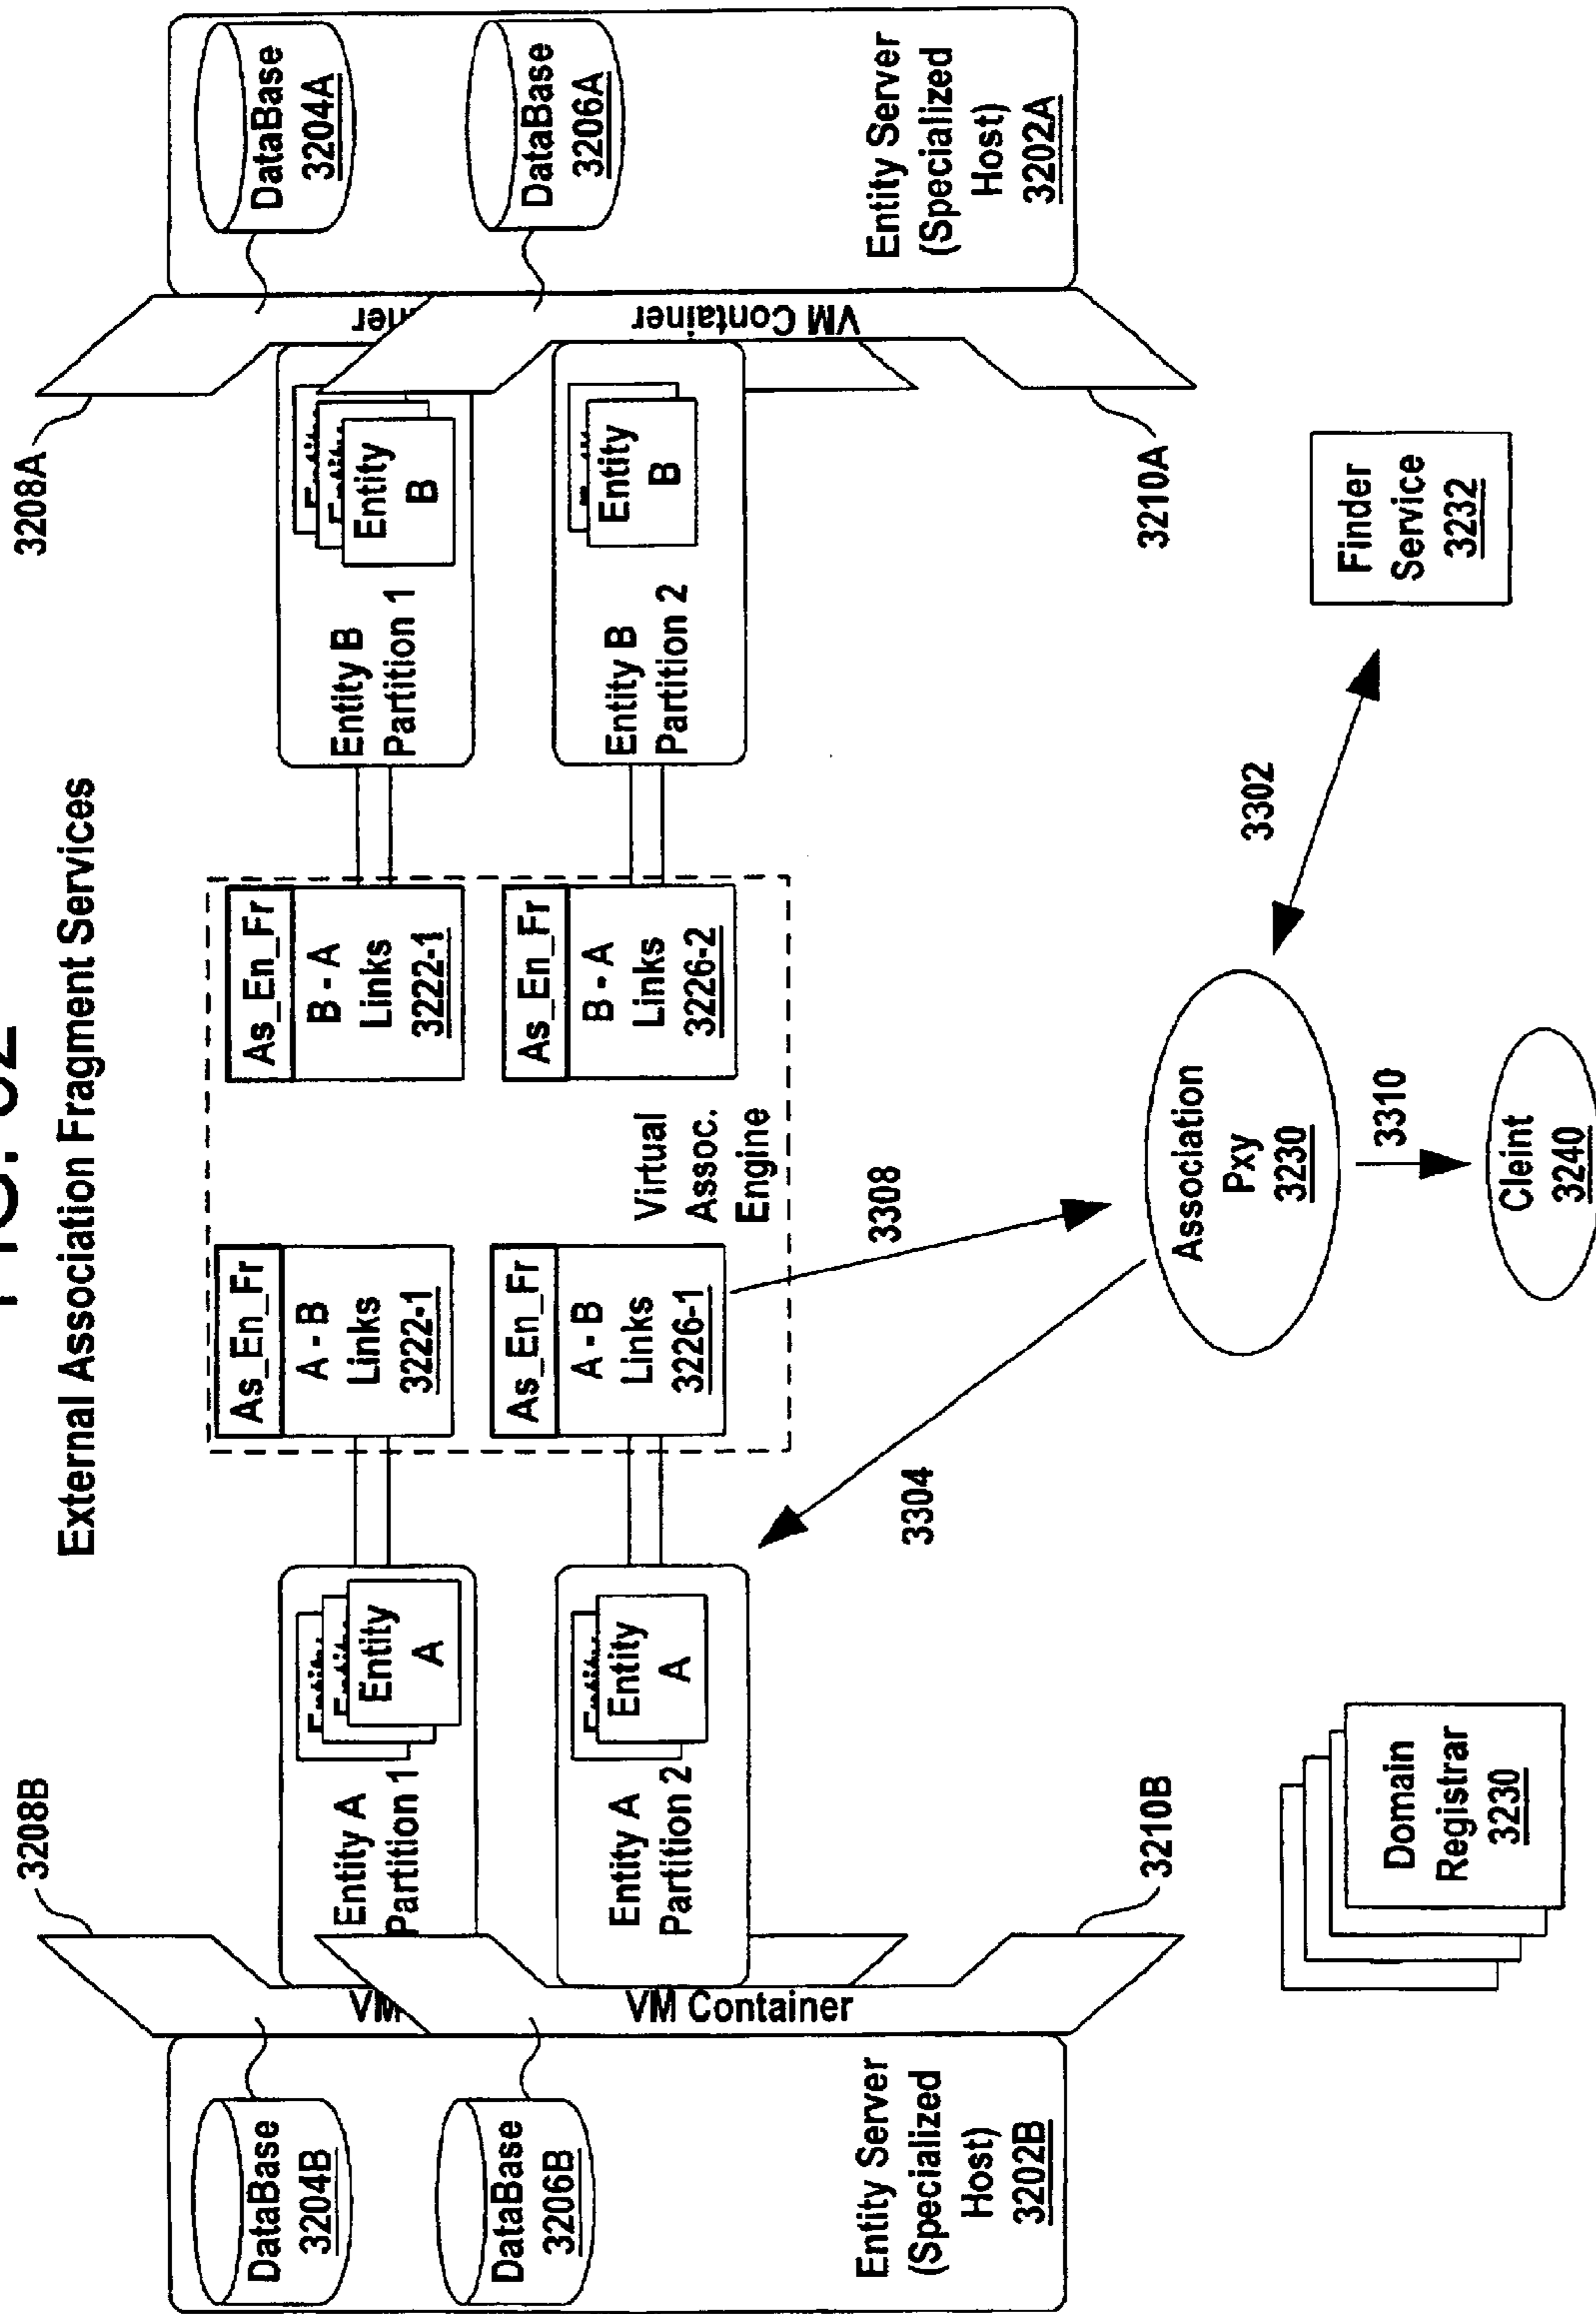 External Association Fragment Services
3208B
3208A
DataBase
3204B
DataBase
3206B
Entity Server
(Specialized
Host)
3202B
VM
VM Container
3210B
Entity A
Partition 1
Entity
A
Entity A
Partition 2
Entity
A
As_En_Fr
A - B
Links
3222-1
As_En_Fr
A - B
Links
3226-1
Virtual
Assoc.
Engine
As_En_Fr
B - A
Links
3222-1
As_En_Fr
B - A
Links
3226-2
Entity B
Partition 1
Entity
B
Entity B
Partition 2
Entity
B
VM Container
3210A
DataBase
3204A
DataBase
3206A
Entity Server
(Specialized
Host)
3202A
3304
3308
3302
Domain
Registrar
3230
Association
Pxy
3230
3310
Cleint
3240
Finder
Service
3232